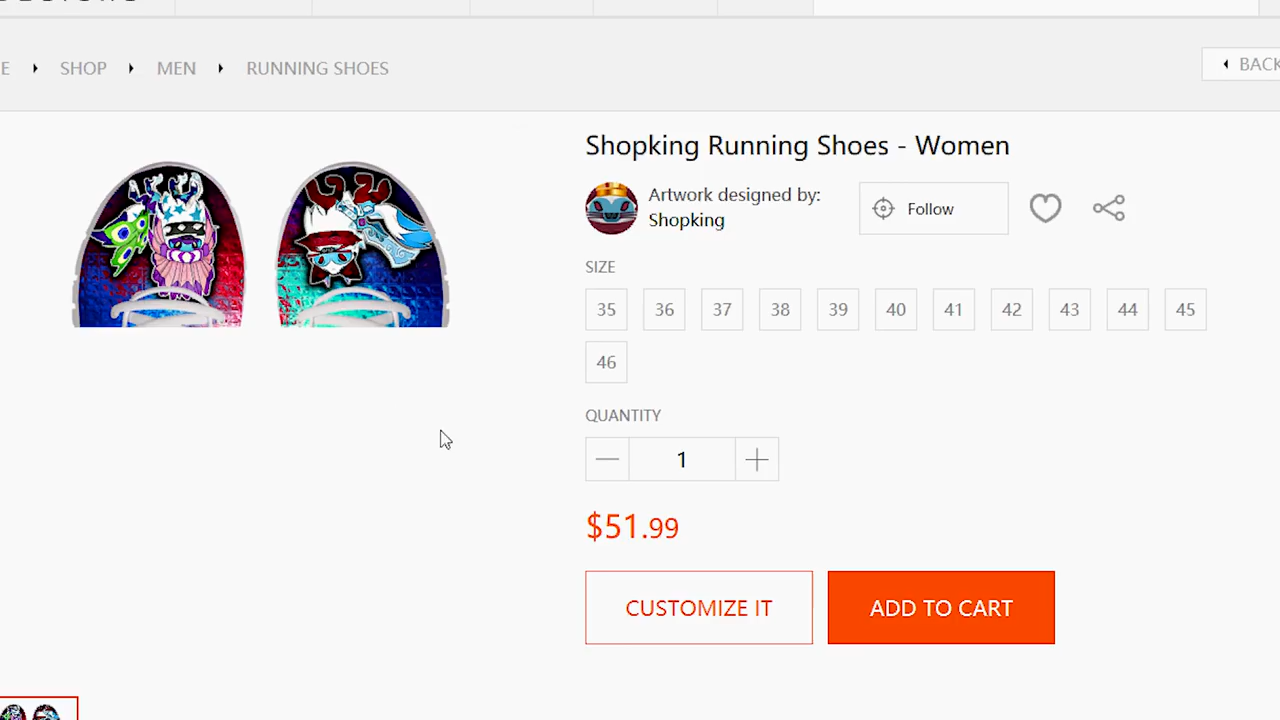 SHOP MEN RUNNING SHOES
BACK
Shopking Running Shoes - Women
Artwork designed by:
Shopking
Follow
SIZE
35 36 37 38 39 40 41 42 43 44 45
46
QUANTITY
1
$51.99
CUSTOMIZE IT
ADD TO CART